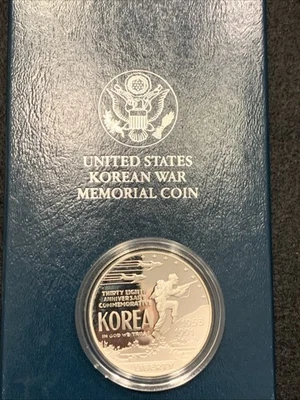 UNITED STATES
KOREAN WAR
MEMORIAL COIN
THIRTY EIGHTH
ANNIVERSARY
COMMEMORATIVE
KOREA
IN GOD WE TRUST